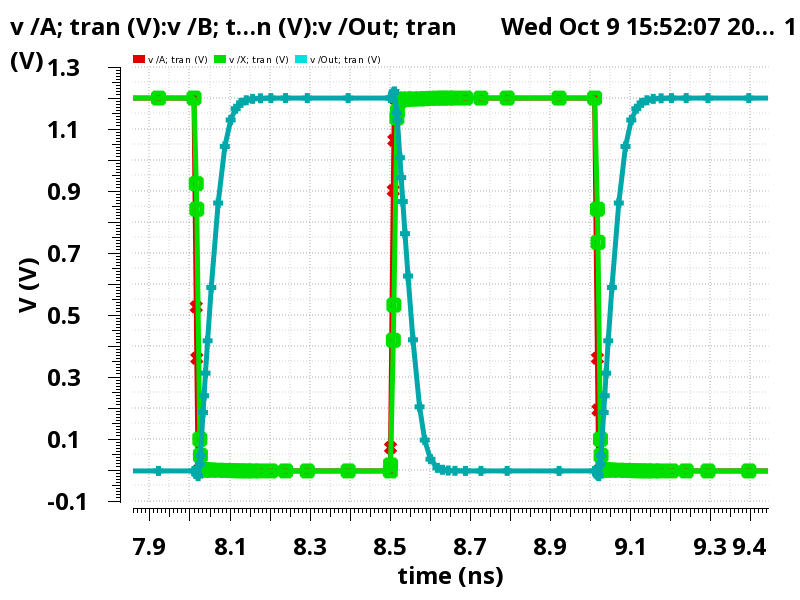 v /A; tran (V):v /B; t...n (V):v /Out; tran Wed Oct 9 15:52:07 20... 1
(V)
v /A; tran (V) v /X; tran (V) v /Out; tran (V)
1.3
1.1
0.9
0.7
0.5
0.3
0.1
-0.1
V (V)
7.9 8.1 8.3 8.5 8.7 8.9 9.1 9.3 9.4
time (ns)